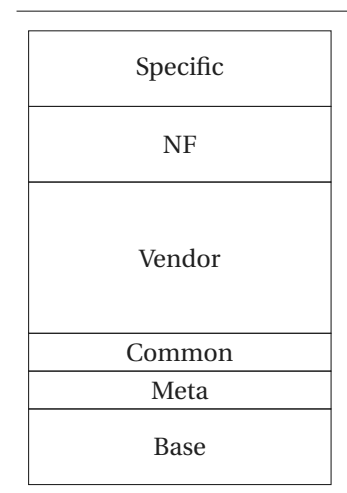 Specific
NF
Vendor
Common
Meta
Base